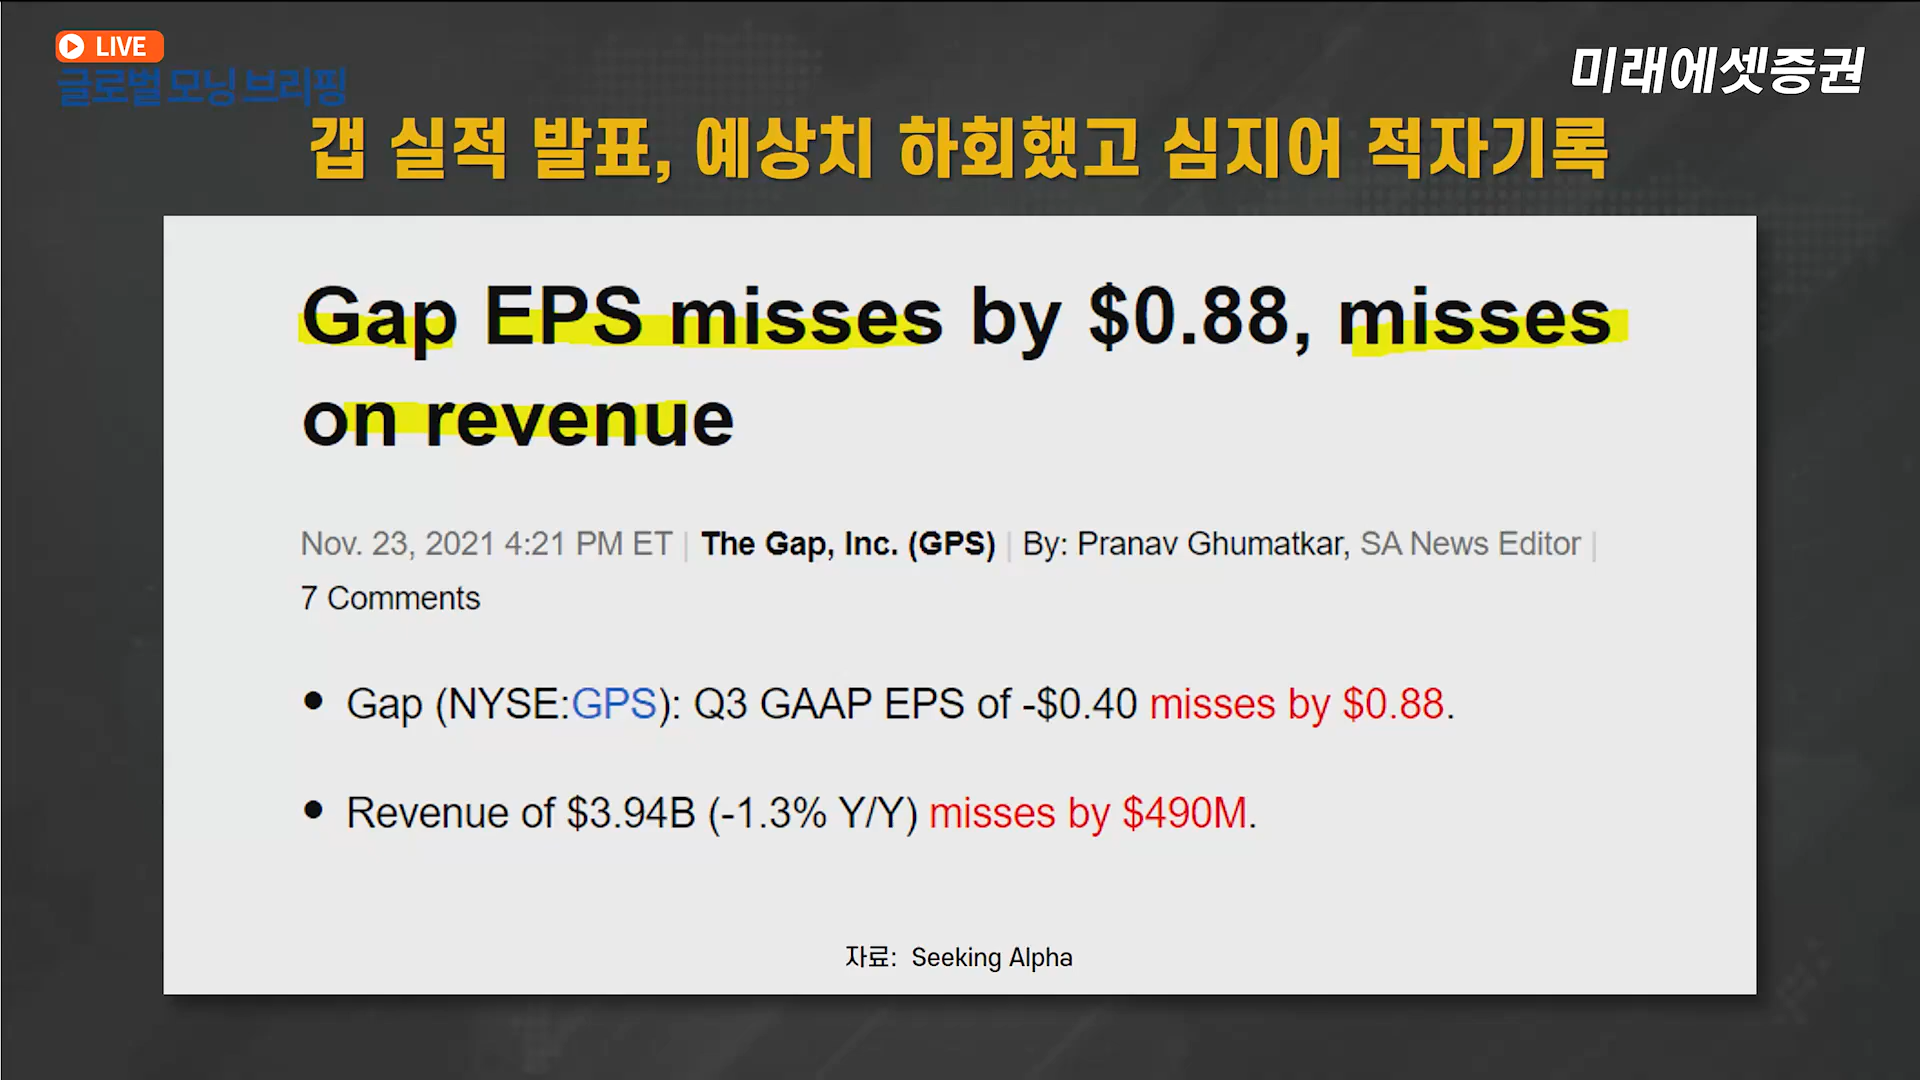 LIVE
글로벌 모닝 브리핑
미래에셋증권
갭 실적 발표, 예상치 하회했고 심지어 적자기록
Gap EPS misses by $0.88, misses
on revenue
Nov. 23, 2021 4:21 PM ET | The Gap, Inc. (GPS) | By: Pranav Ghumatkar, SA News Editor |
7 Comments
• Gap (NYSE:GPS): Q3 GAAP EPS of -$0.40 misses by $0.88.
• Revenue of $3.94B (-1.3% Y/Y) misses by $490M.
자료: Seeking Alpha